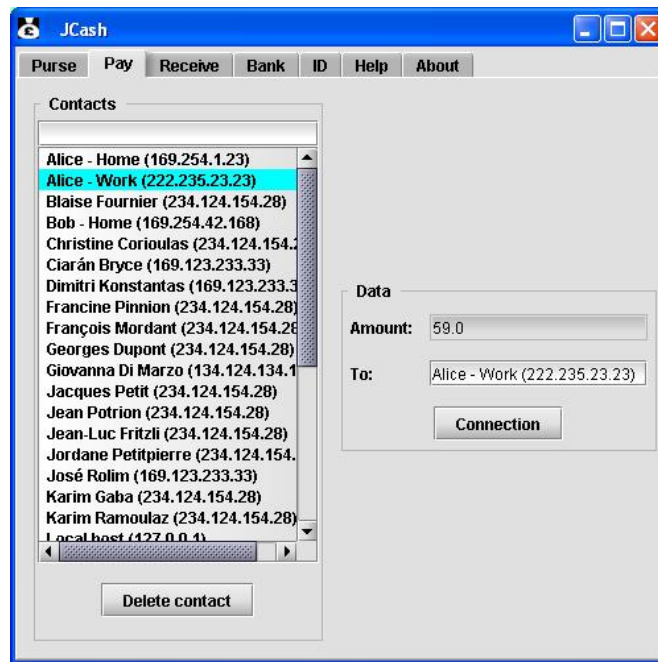 JCash
Purse Pay Receive Bank ID Help About
Contacts
Alice - Home (169.254.1.23)
Alice - Work (222.235.23.23)
Blaise Fournier (234.124.154.28)
Bob - Home (169.254.42.168)
Christine Corioulas (234.124.154.2
Ciarán Bryce (169.123.233.33)
Dimitri Konstantas (169.123.233.3
Francine Pinnion (234.124.154.28)
François Mordant (234.124.154.28
Georges Dupont (234.124.154.28)
Giovanna Di Marzo (134.124.134.1
Jacques Petit (234.124.154.28)
Jean Potrion (234.124.154.28)
Jean-Luc Fritzli (234.124.154.28)
Jordane Petitpierre (234.124.154.
José Rolim (169.123.233.33)
Karim Gaba (234.124.154.28)
Karim Ramoulaz (234.124.154.28)
Local host (127.0.0.1)
Delete contact
Data
Amount: 59.0
To: Alice - Work (222.235.23.23)
Connection